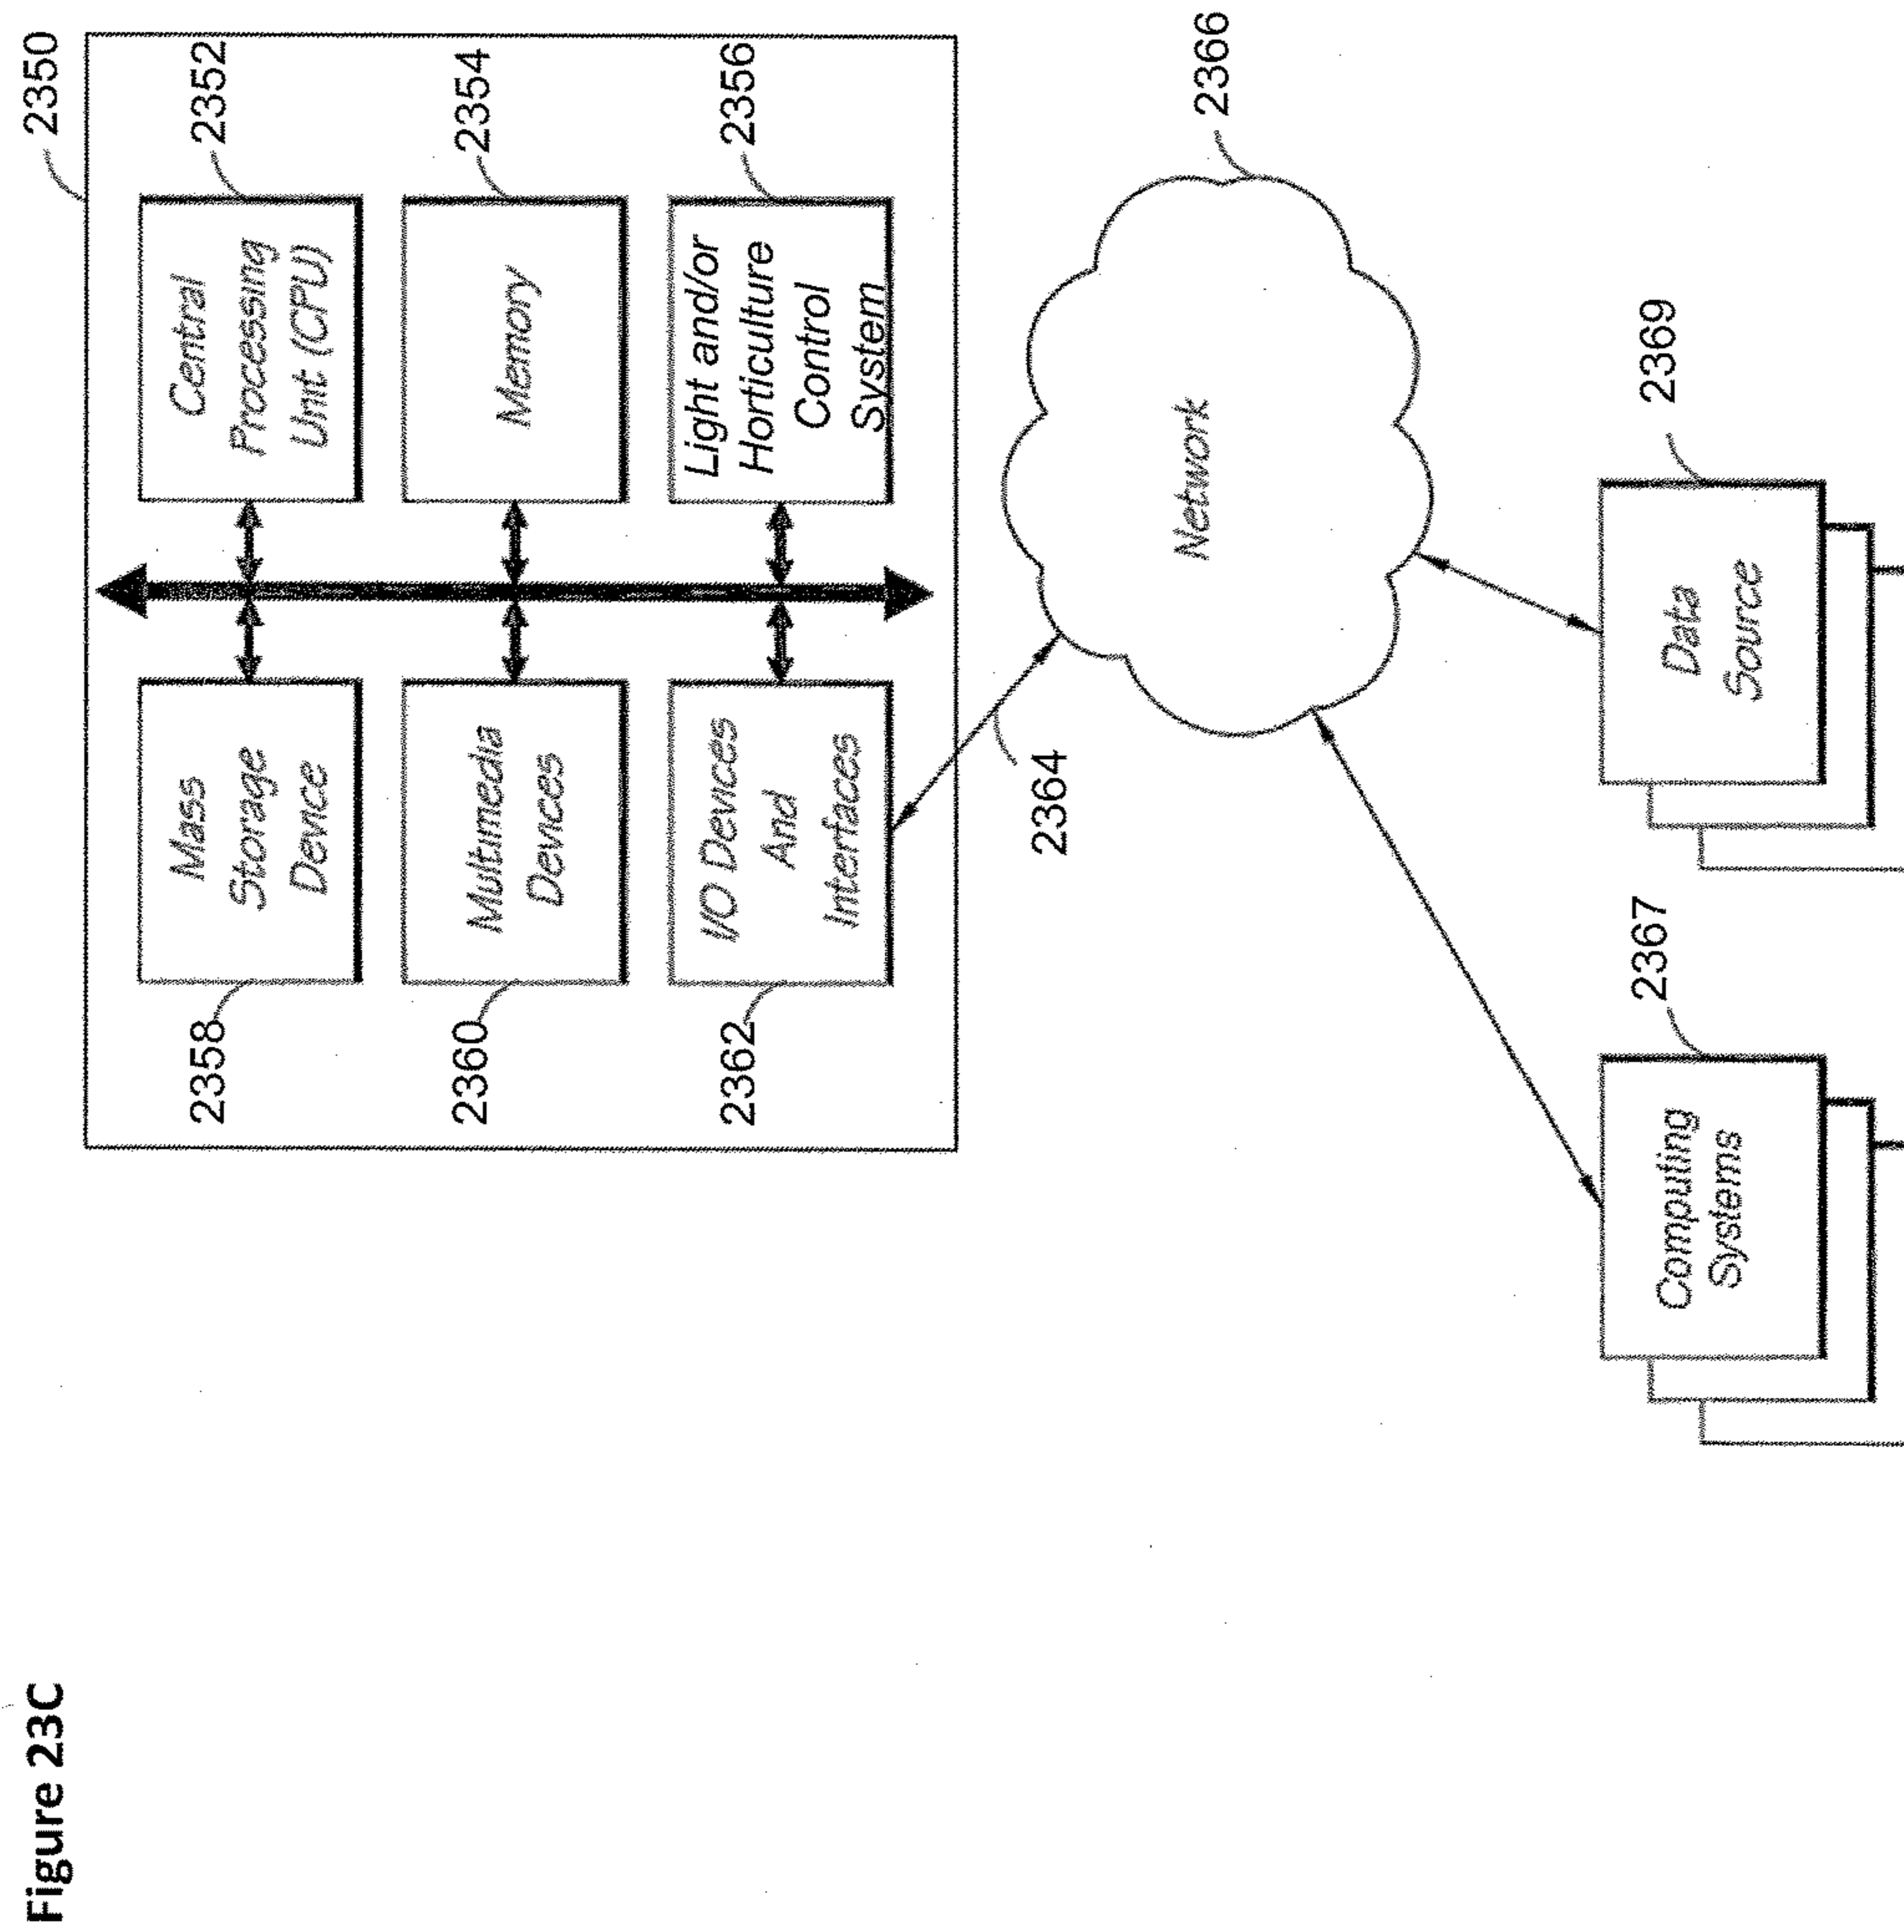 Figure 23C
2350
2358
Mass
Storage
Device
Central
Processing
Unit (CPU)
2352
2360
Multimedia
Devices
Memory
2354
2362
I/O Devices
And
Interfaces
Light and/or
Horticulture
Control
System
2356
2364
Network
2366
2367
Computing
Systems
2369
Data
Source